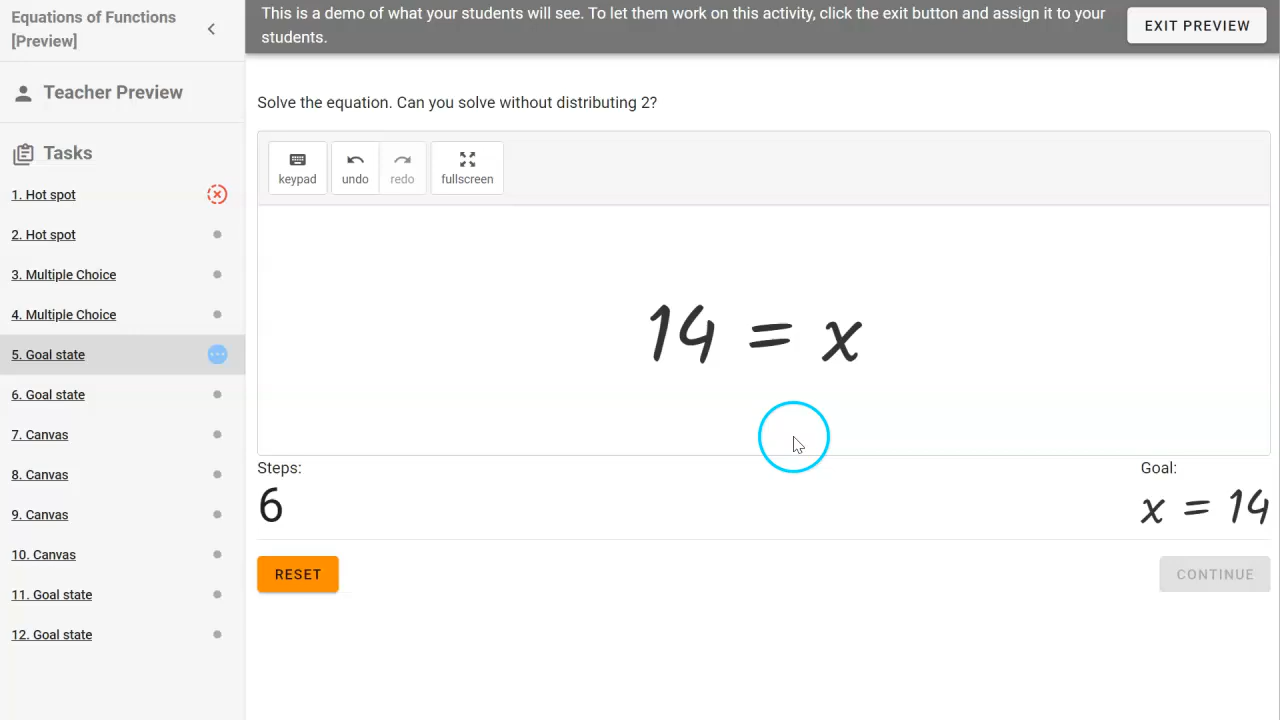 Equations of Functions
[Preview]
This is a demo of what your students will see. To let them work on this activity, click the exit button and assign it to your
students.
EXIT PREVIEW
Teacher Preview
Tasks
1. Hot spot
2. Hot spot
3. Multiple Choice
4. Multiple Choice
5. Goal state
6. Goal state
7. Canvas
8. Canvas
9. Canvas
10. Canvas
11. Goal state
12. Goal state
Solve the equation. Can you solve without distributing 2?
keypad
undo
redo
fullscreen
14 = x
Steps:
6
Goal:
x = 14
RESET
CONTINUE